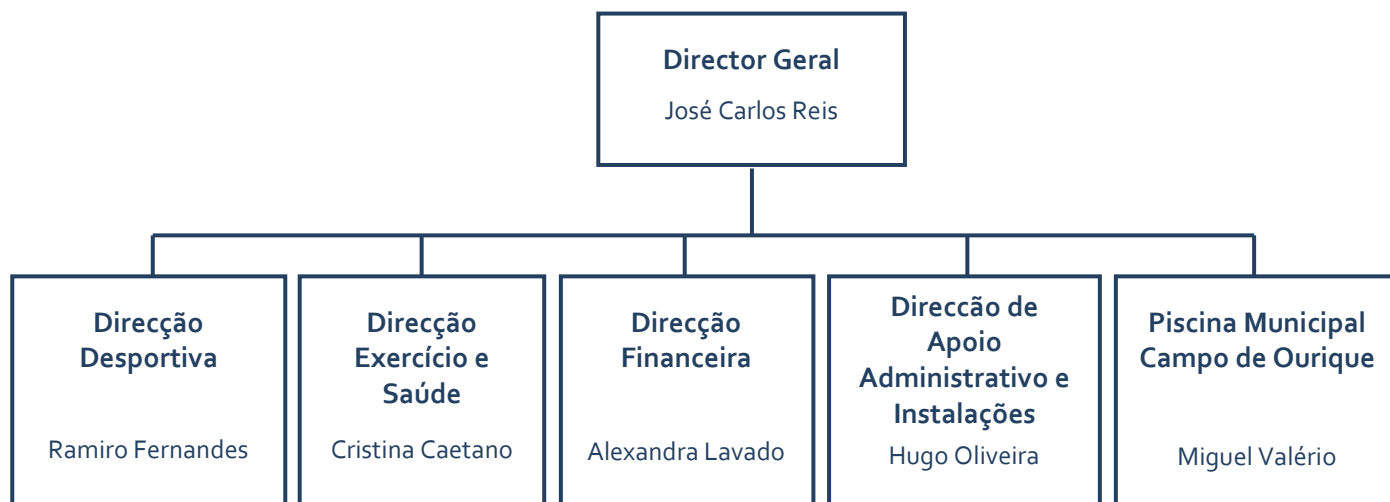 Director Geral
José Carlos Reis
Direcção
Desportiva
Ramiro Fernandes
Direcção
Exercício e
Saúde
Cristina Caetano
Direcção
Financeira
Alexandra Lavado
Direccão de
Apoio
Administrativo e
Instalações
Hugo Oliveira
Piscina Municipal
Campo de Ourique
Miguel Valério